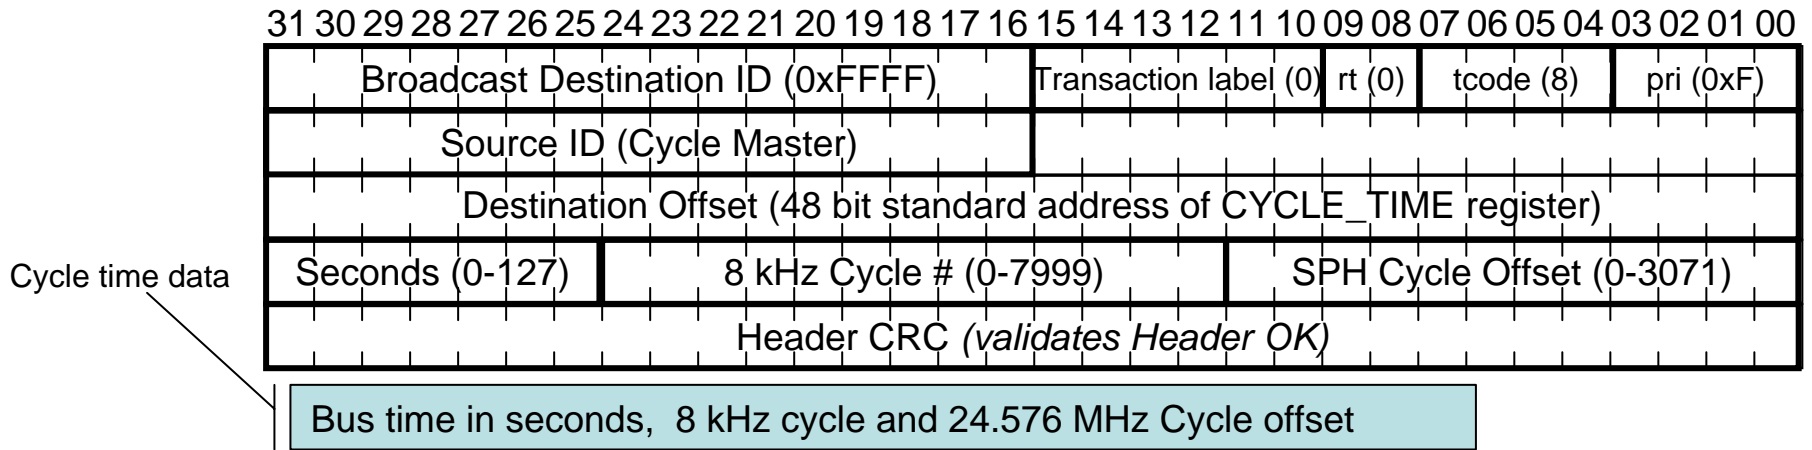 31 30 29 28 27 26 25 24 23 22 21 20 19 18 17 16 15 14 13 12 11 10 09 08 07 06 05 04 03 02 01 00
Broadcast Destination ID (0xFFFF) Transaction label (0) rt (0) tcode (8) pri (0xF)
Source ID (Cycle Master)
Destination Offset (48 bit standard address of CYCLE_TIME register)
Cycle time data Seconds (0-127) 8 kHz Cycle # (0-7999) SPH Cycle Offset (0-3071)
Header CRC (validates Header OK)
Bus time in seconds, 8 kHz cycle and 24.576 MHz Cycle offset